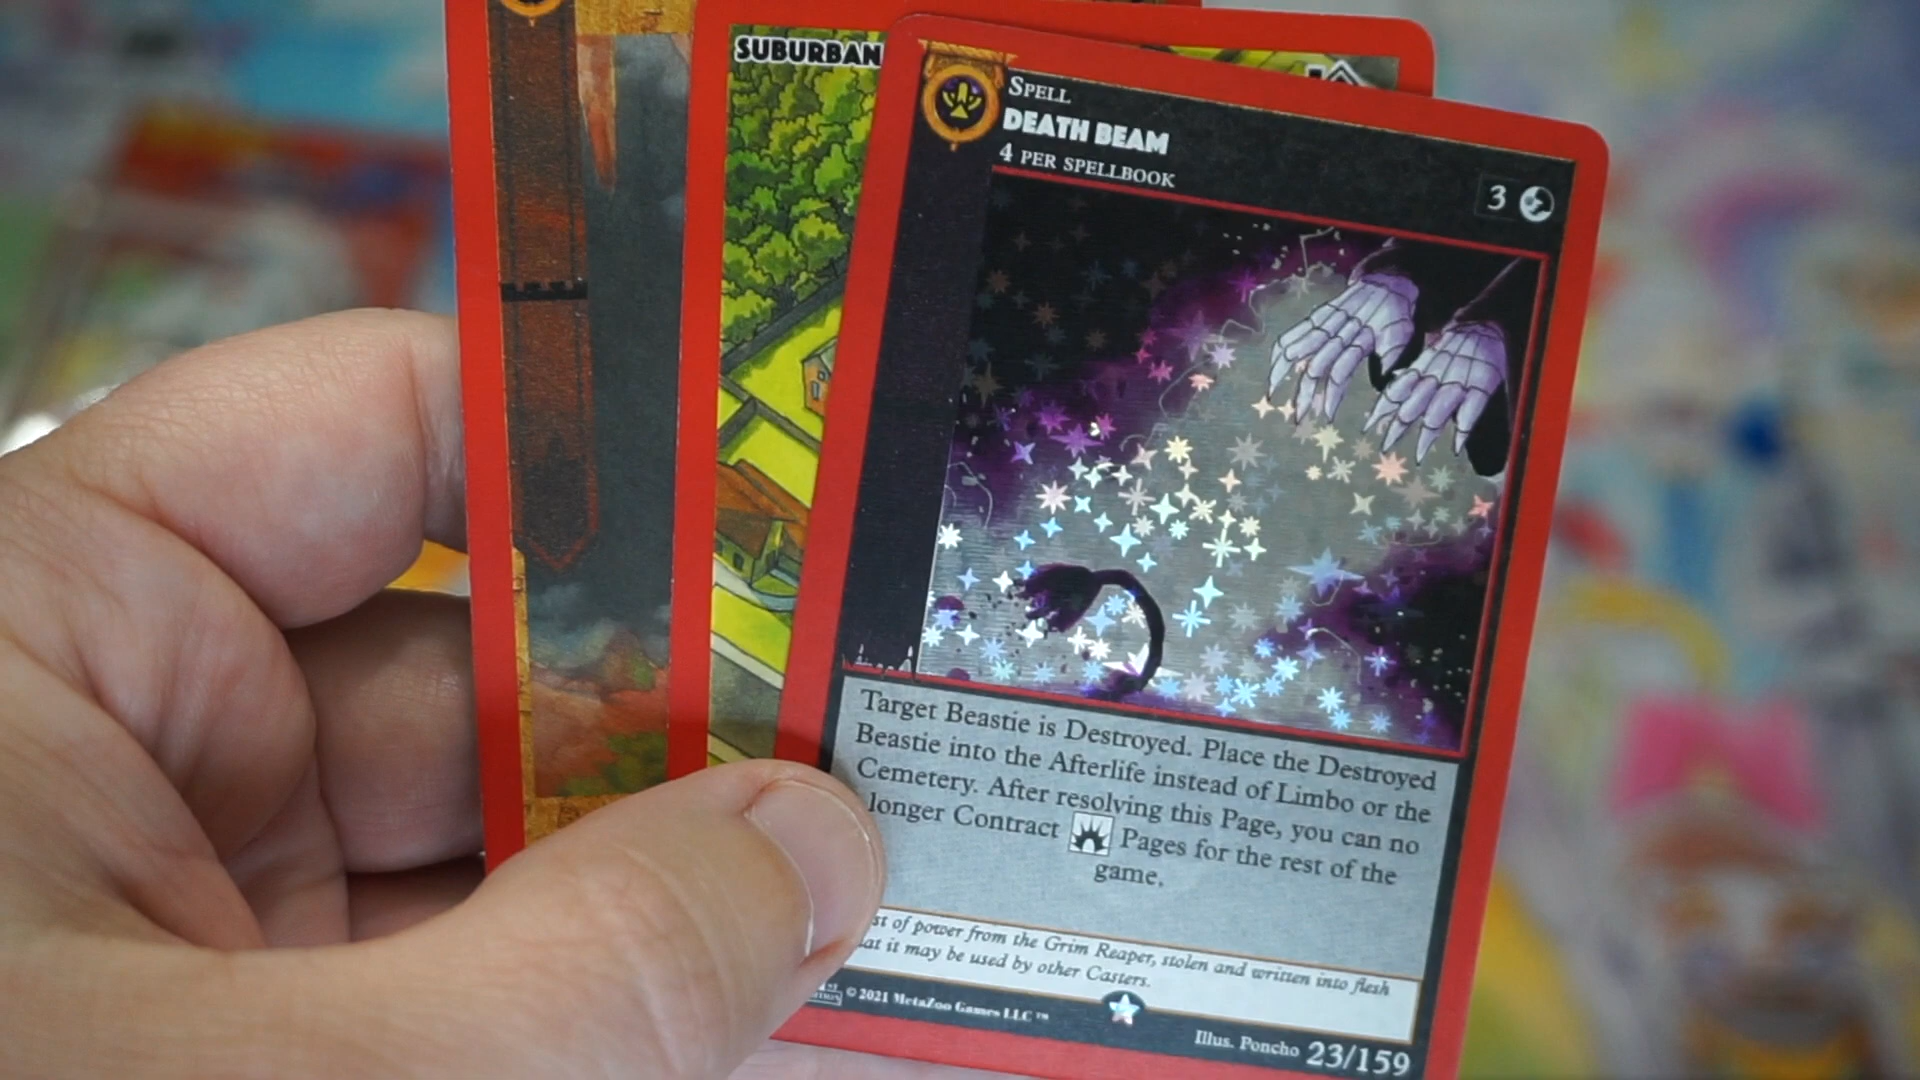 SUBURBAN
SPELL
DEATH BEAM
4 PER SPELLBOOK
3
Target Beastie is Destroyed. Place the Destroyed
Beastie into the Afterlife instead of Limbo or the
Cemetery. After resolving this Page, you can no
longer Contract Pages for the rest of the
game.
of power from the Grim Reaper, stolen and written into flesh
it may be used by other Casters.
© 2021 MetaZoo Games LLC ™
Illus. Poncho 23/159